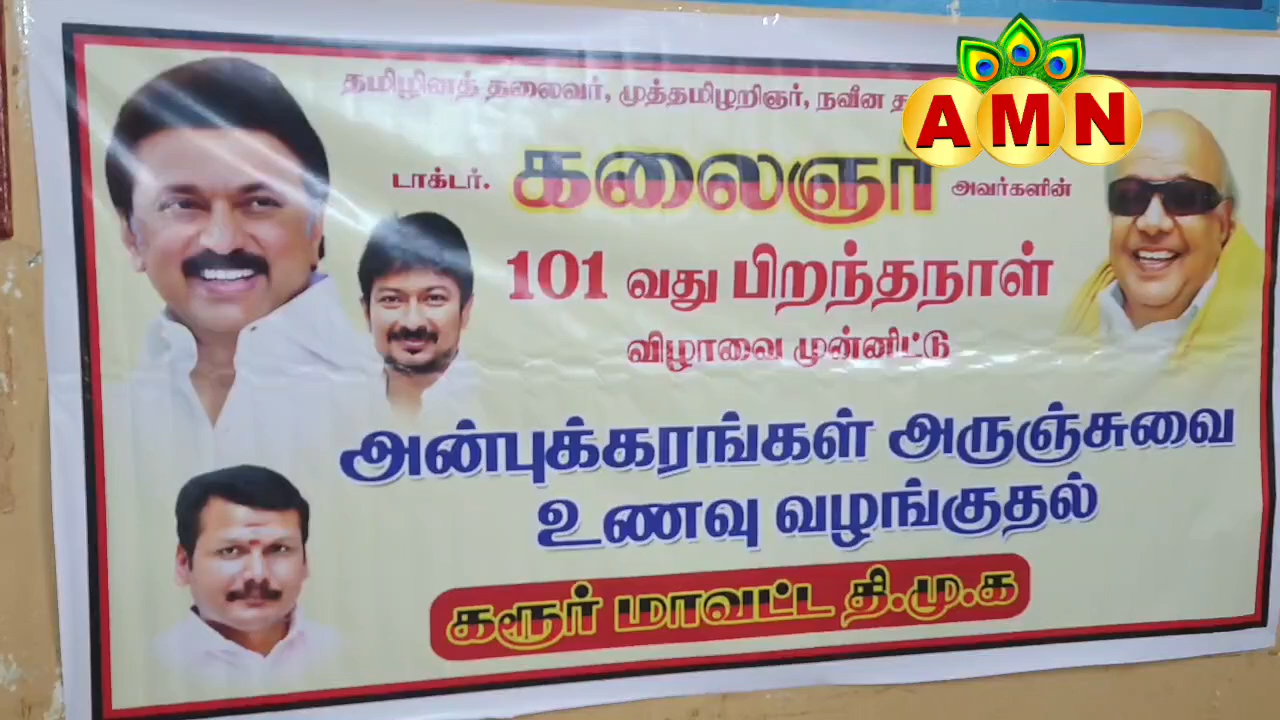 தமிழினத் தலைவர், முத்தமிழறிஞர், நவீன
AMN
டாக்டர். கலைஞர் அவர்களின்
101 வது பிறந்தநாள்
விழாவை முன்னிட்டு
அன்புக்கரங்கள் அருஞ்சுவை
உணவு வழங்குதல்
கரூர் மாவட்ட தி.மு.க